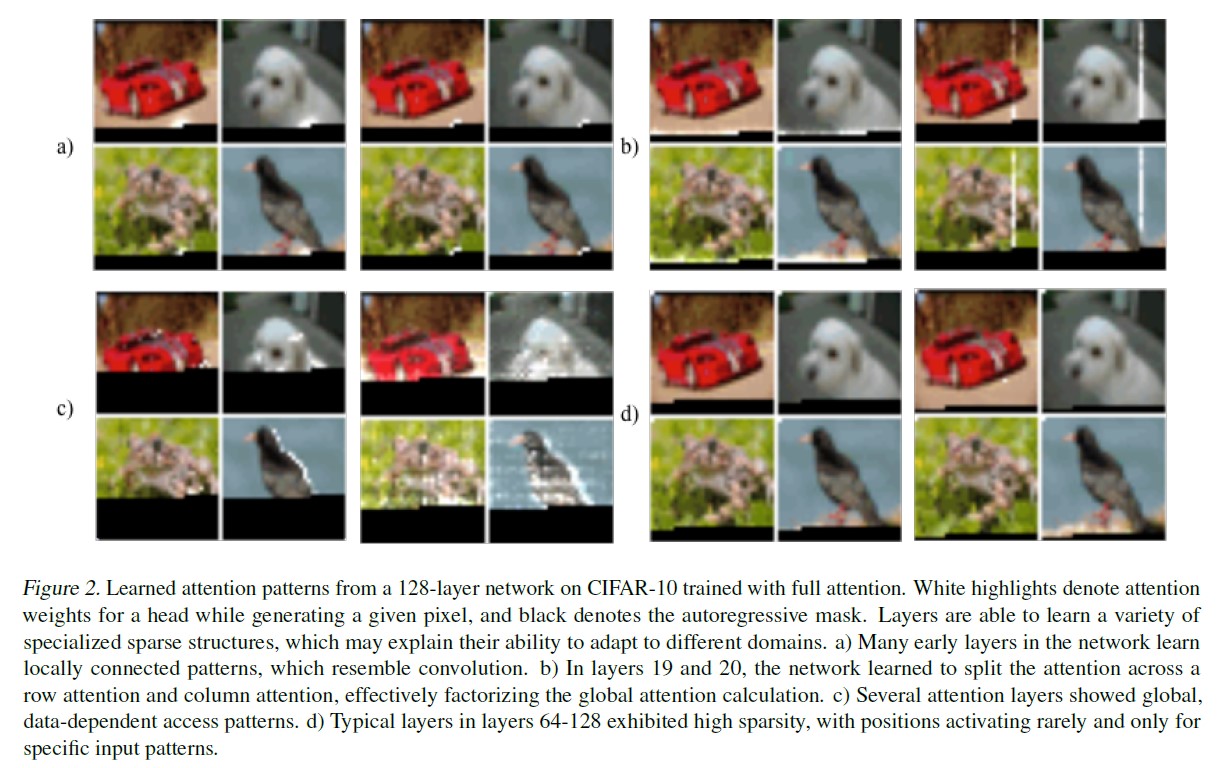 a)
b)
c)
d)
Figure 2. Learned attention patterns from a 128-layer network on CIFAR-10 trained with full attention. White highlights denote attention
weights for a head while generating a given pixel, and black denotes the autoregressive mask. Layers are able to learn a variety of
specialized sparse structures, which may explain their ability to adapt to different domains. a) Many early layers in the network learn
locally connected patterns, which resemble convolution. b) In layers 19 and 20, the network learned to split the attention across a
row attention and column attention, effectively factorizing the global attention calculation. c) Several attention layers showed global,
data-dependent access patterns. d) Typical layers in layers 64-128 exhibited high sparsity, with positions activating rarely and only for
specific input patterns.